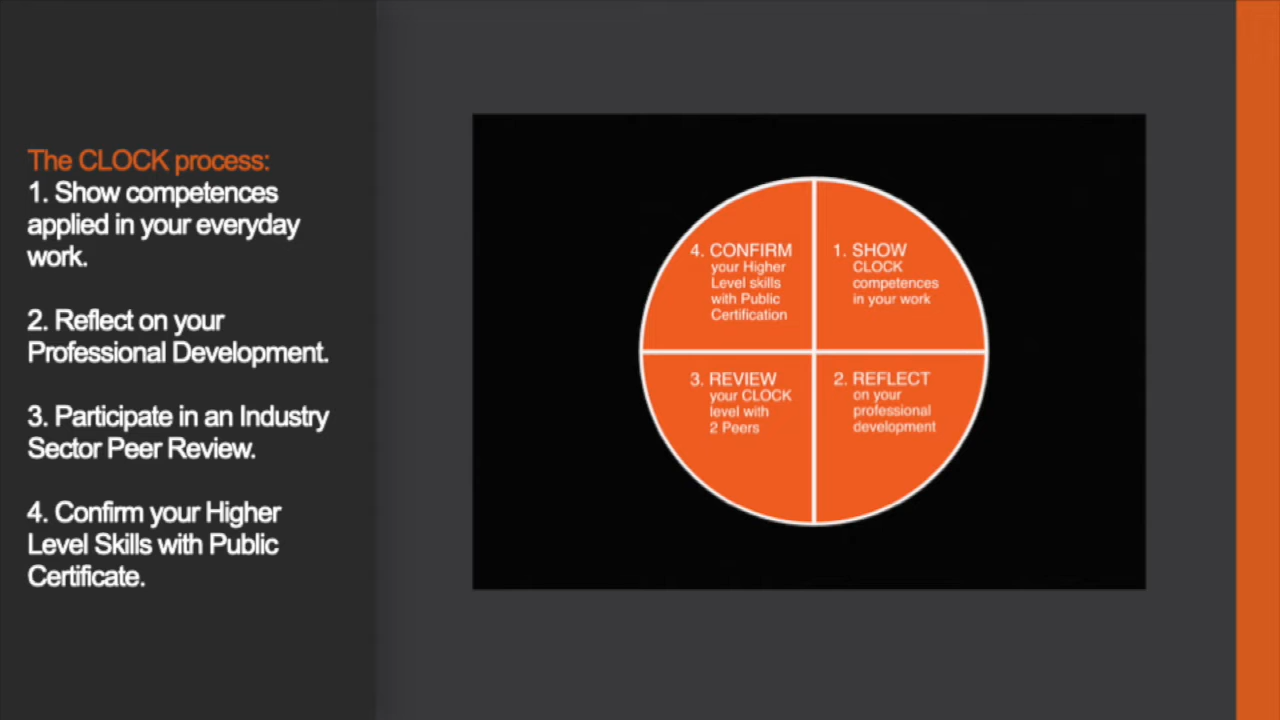 The CLOCK process:
1. Show competences
applied in your everyday
work.
2. Reflect on your
Professional Development.
3. Participate in an Industry
Sector Peer Review.
4. Confirm your Higher
Level Skills with Public
Certificate.
4. CONFIRM
your Higher
Level skills
with Public
Certification
1. SHOW
CLOCK
competences
in your work
3. REVIEW
your CLOCK
level with
2 Peers
2. REFLECT
on your
professional
development